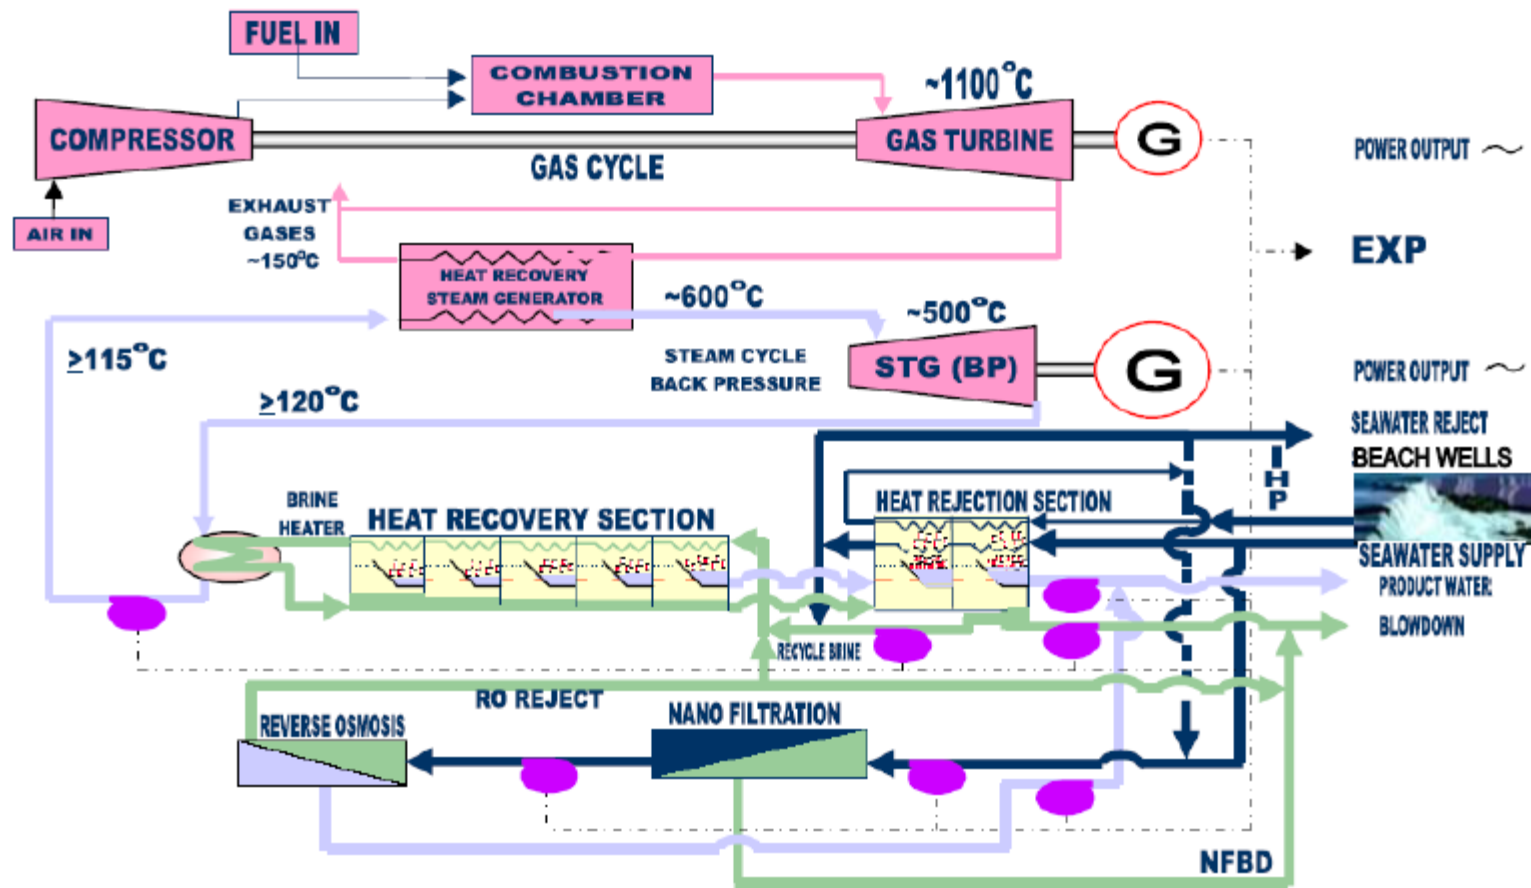 FUEL IN
COMBUSTION
CHAMBER
~1100°C
COMPRESSOR
GAS TURBINE
G
POWER OUTPUT ~
GAS CYCLE
AIR IN
EXHAUST
GASES
~150°C
EXP
HEAT RECOVERY
STEAM GENERATOR
~600°C
~500°C
≥115°C
STEAM CYCLE
BACK PRESSURE
STG (BP)
G
POWER OUTPUT ~
≥120°C
SEAWATER REJECT
BEACH WELLS
HP
BRINE
HEATER
HEAT RECOVERY SECTION
HEAT REJECTION SECTION
SEAWATER SUPPLY
PRODUCT WATER
BLOWDOWN
RECYCLE BRINE
RO REJECT
REVERSE OSMOSIS
NANO FILTRATION
NFBD